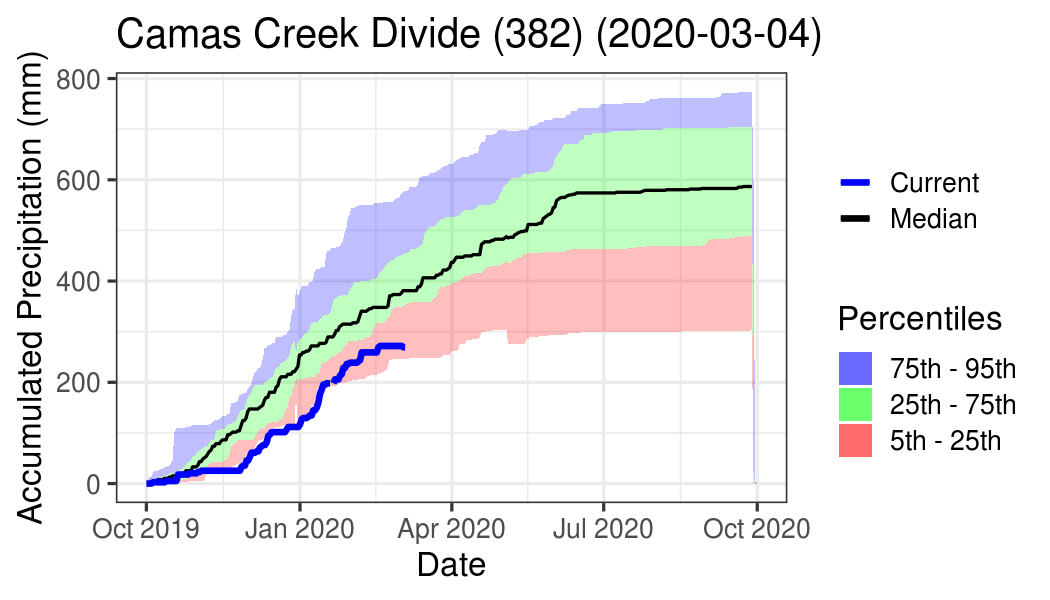 Camas Creek Divide (382) (2020-03-04)
Accumulated Precipitation (mm)
800
600
400
200
0
Oct 2019
Jan 2020
Apr 2020
Jul 2020
Oct 2020
Date
Current
Median
Percentiles
75th - 95th
25th - 75th
5th - 25th